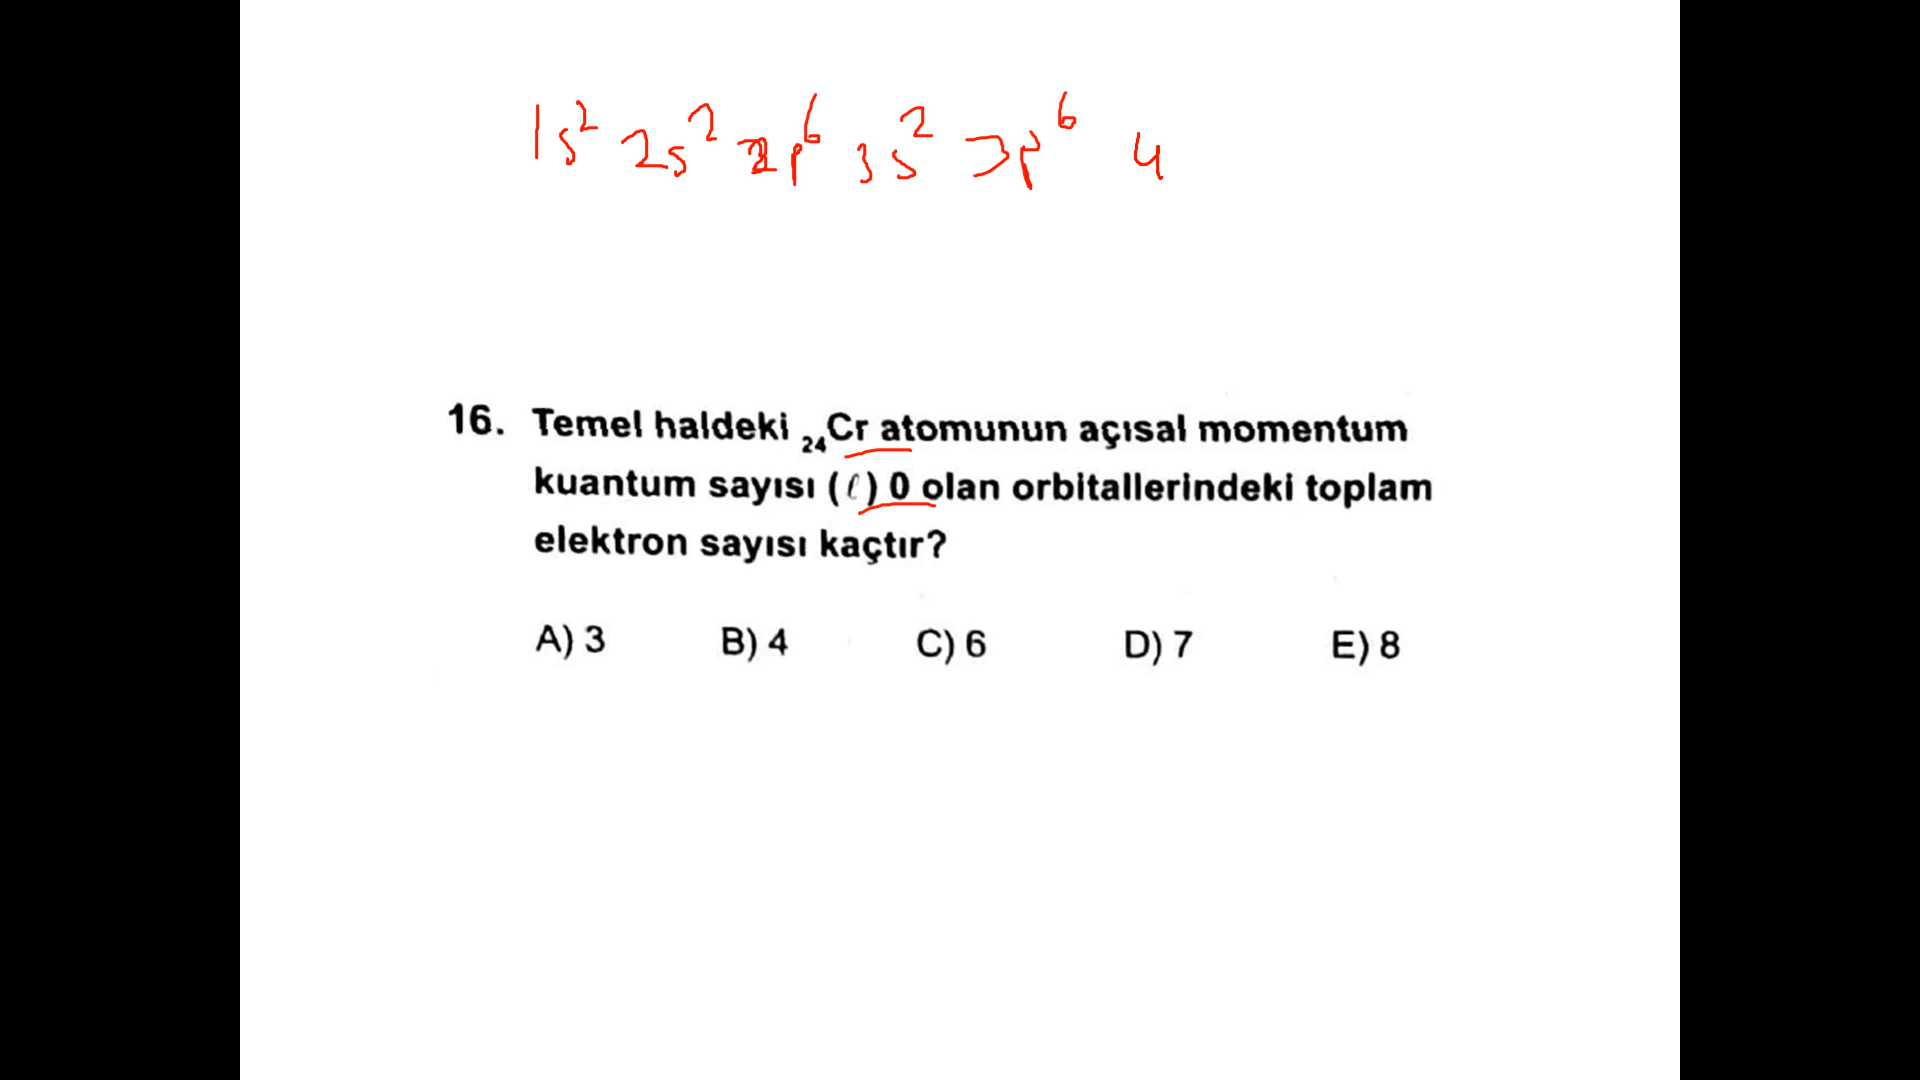 1s² 2s² 2p⁶ 3s² 3p⁶ 4
16. Temel haldeki ₂₄Cr atomunun açısal momentum
kuantum sayısı (ℓ) 0 olan orbitallerindeki toplam
elektron sayısı kaçtır?
A) 3 B) 4 C) 6 D) 7 E) 8